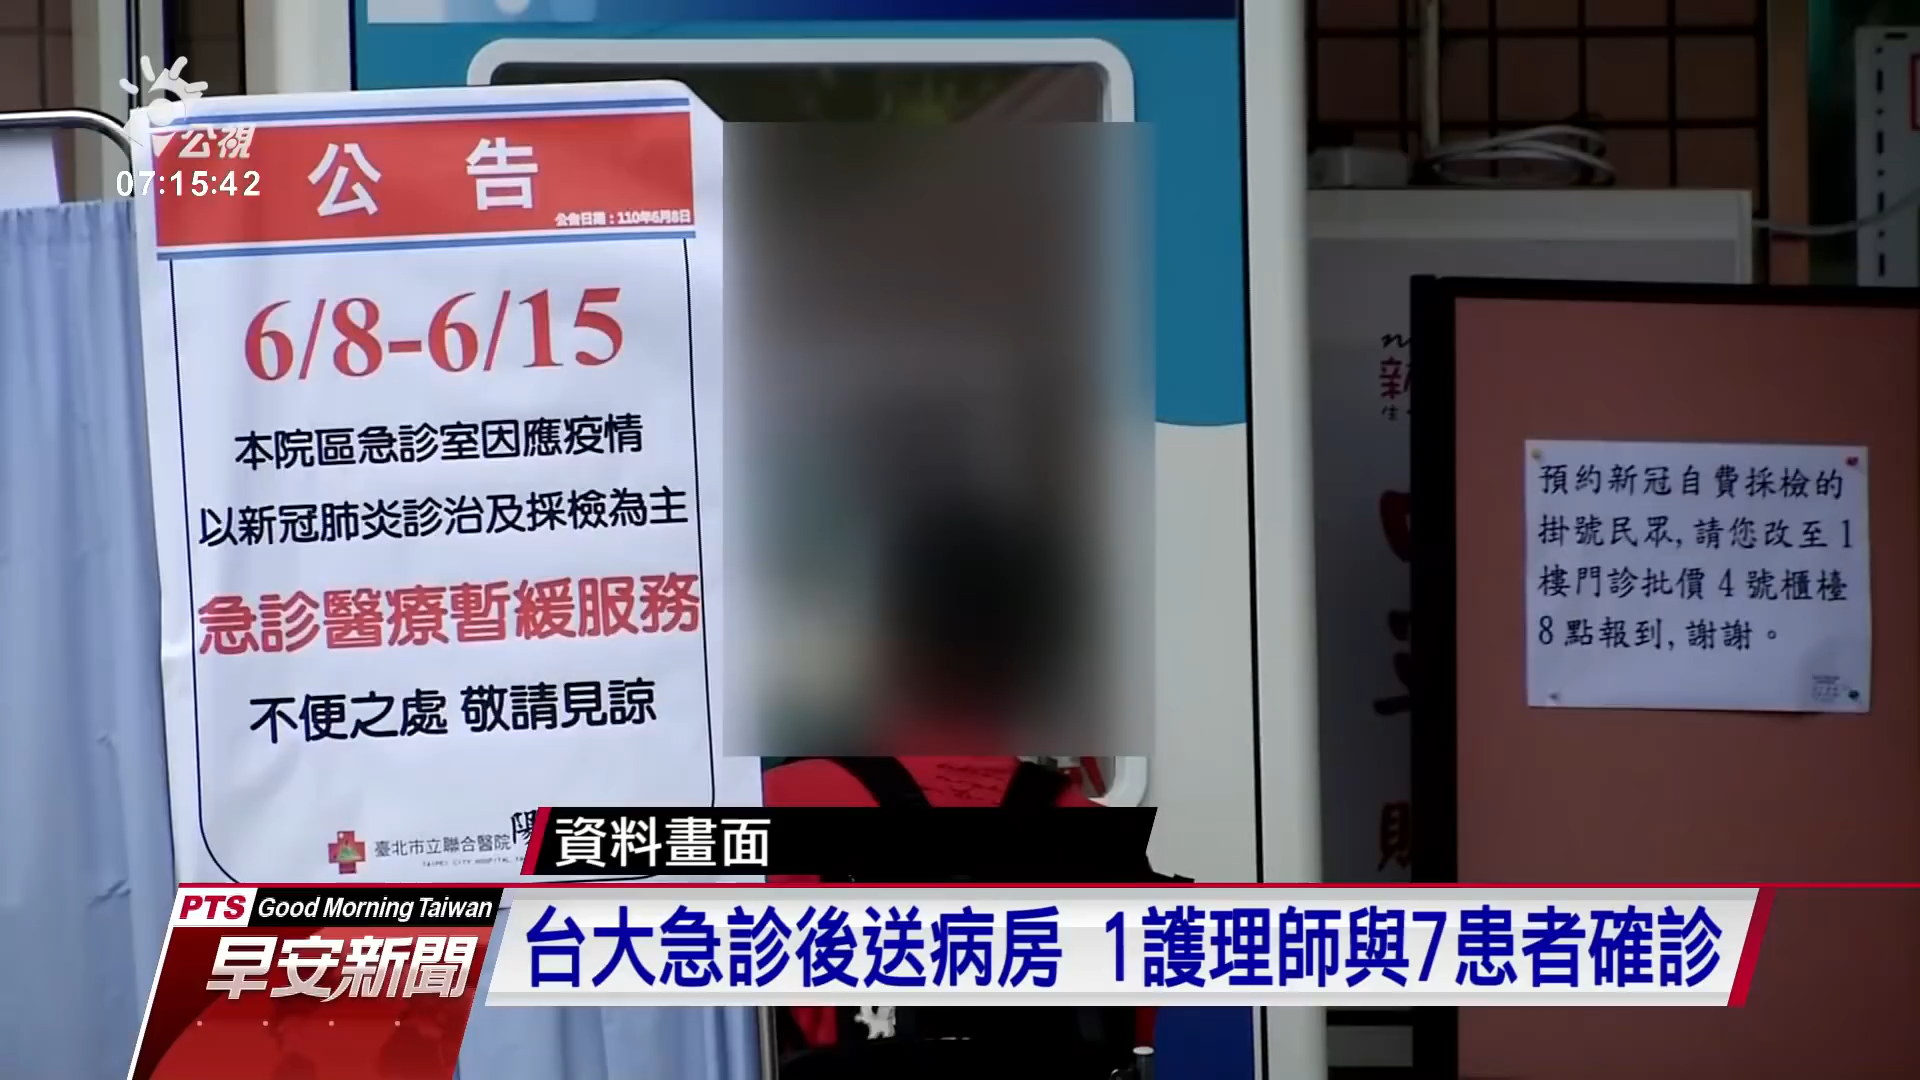 公視
07:15:42
公告
公告日期：110年6月8日
6/8-6/15
本院區急診室因應疫情
以新冠肺炎診治及採檢為主
急診醫療暫緩服務
不便之處 敬請見諒
臺北市立聯合醫院
預約新冠自費採檢的
掛號民眾,請您改至1
樓門診批價4號櫃檯
8點報到,謝謝。
資料畫面
PTS Good Morning Taiwan
早安新聞
台大急診後送病房 1護理師與7患者確診